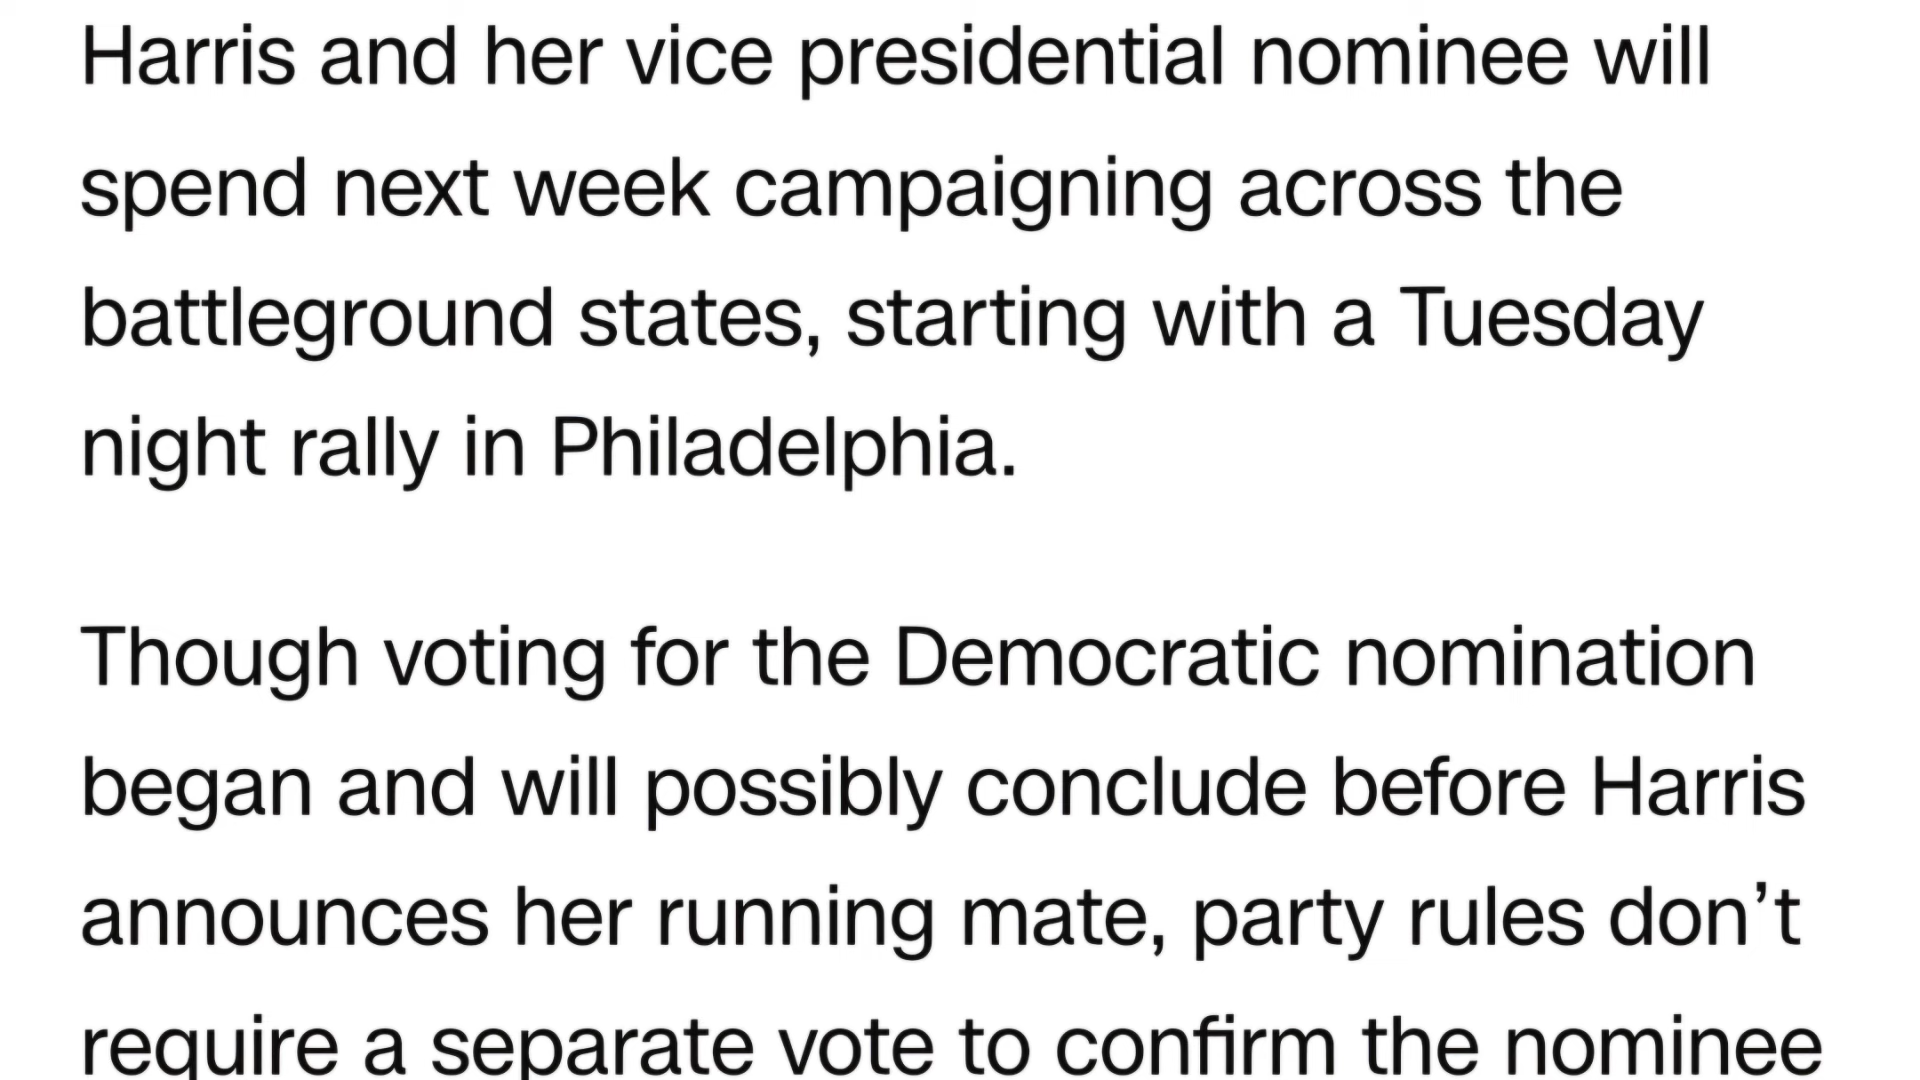 Harris and her vice presidential nominee will
spend next week campaigning across the
battleground states, starting with a Tuesday
night rally in Philadelphia.
Though voting for the Democratic nomination
began and will possibly conclude before Harris
announces her running mate, party rules don’t
require a separate vote to confirm the nominee